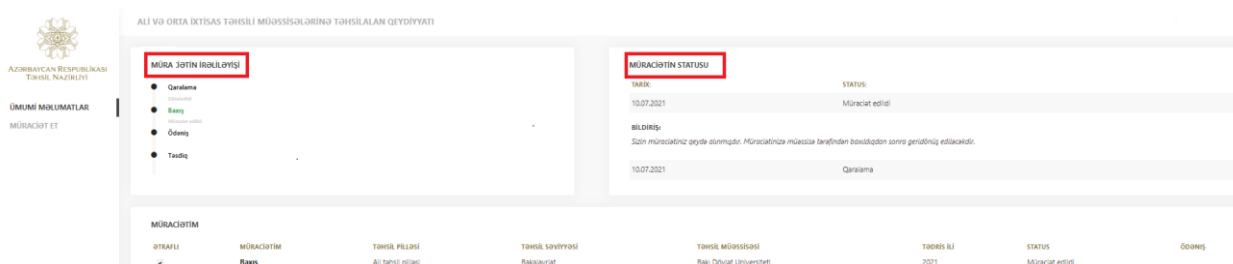 ALİ VƏ ORTA İXTİSAS TƏHSİLİ MÜƏSSİSƏLƏRİNƏ TƏHSİLALAN QEYDİYYATI
AZƏRBAYCAN RESPUBLİKASI
TƏHSİL NAZİRLİYİ
ÜMUMİ MƏLUMATLAR
MÜRACİƏT ET
MÜRA JƏTİN İRƏLİLƏYİŞİ
Qaralama
Baxış
Müraciət edildi
Ödəniş
Təsdiq
MÜRACİƏTİN STATUSU
TARİX: STATUS:
10.07.2021 Müraciət edildi
BİLDİRİŞ:
Sizin müraciətiniz qeydə alınmışdır. Müraciətinizə müəssisə tərəfindən baxıldıqdan sonra geridönüş ediləcəkdir.
10.07.2021 Qaralama
MÜRACİƏTİM
ƏTRAFLI MÜRACİƏTİM TƏHSİL PİLLƏSİ TƏHSİL SƏVİYYƏSİ TƏHSİL MÜƏSSİSƏSİ TƏDRİS İLİ STATUS ÖDƏNİŞ
Baxış Ali təhsil pilləsi Bakalavriat Bakı Dövlət Universiteti 2021 Müraciət edildi